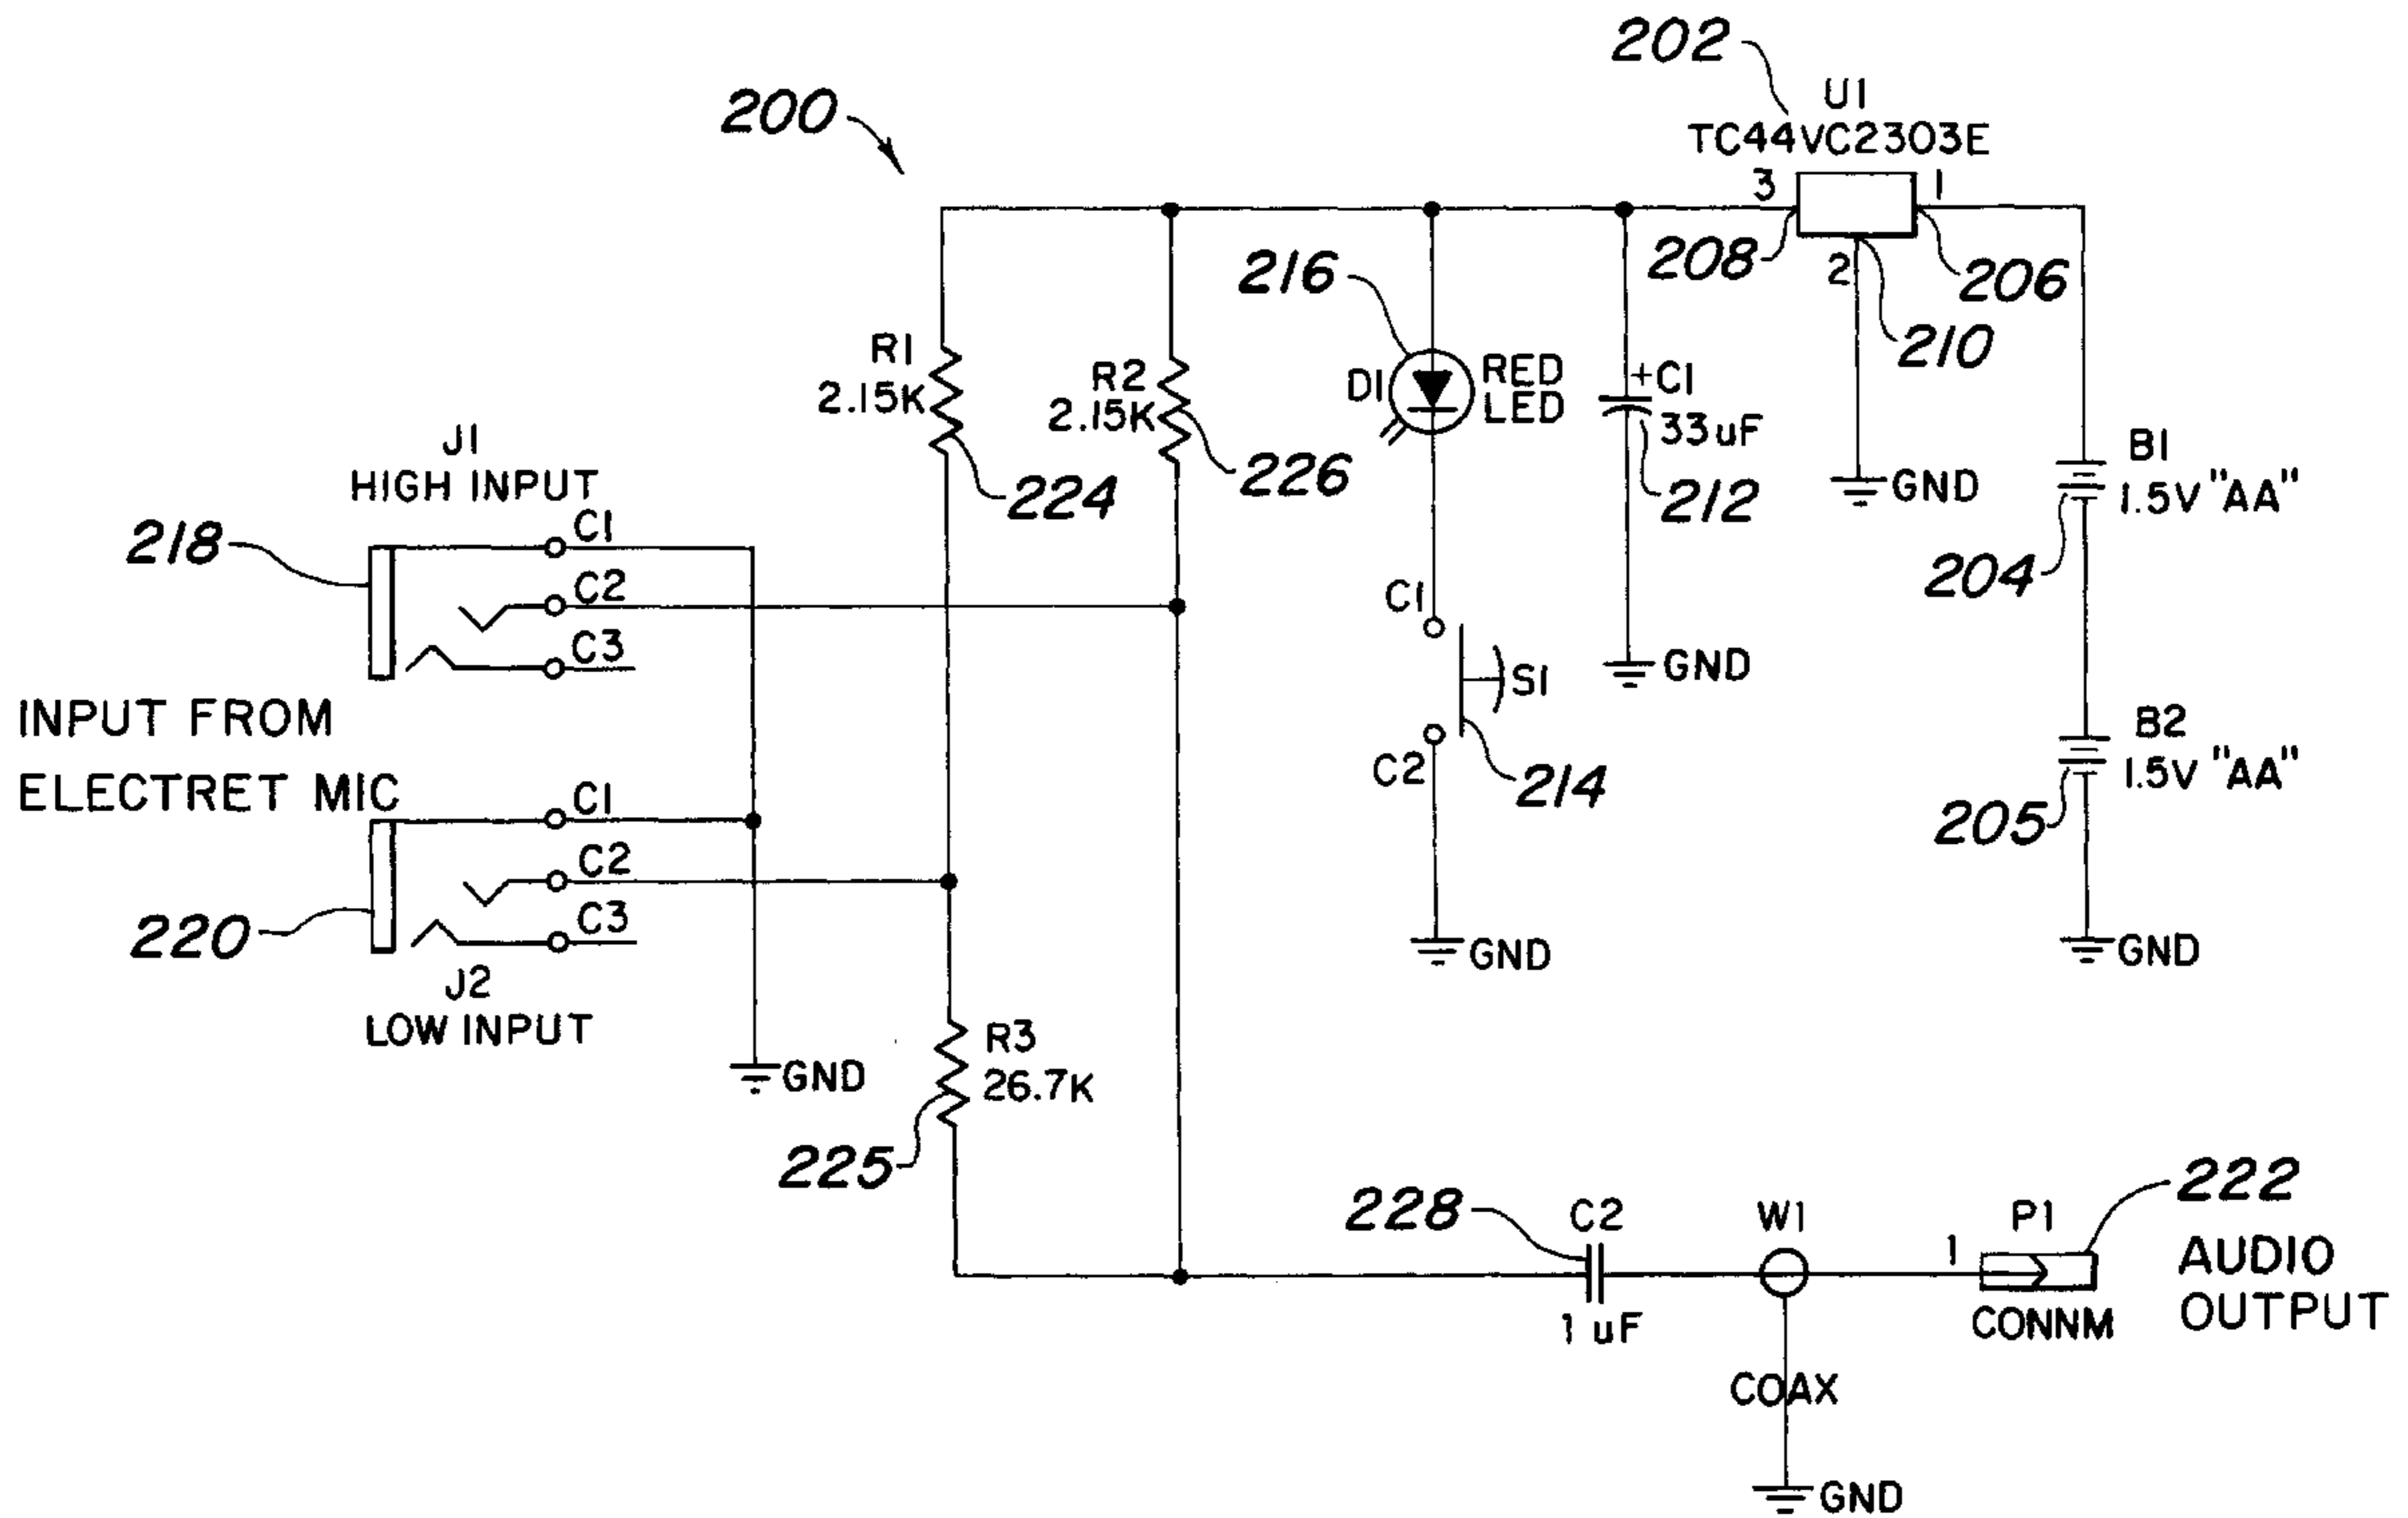 202
200
U1
TC44VC2303E
3
1
208
2
206
210
216
R1
2.15K
R2
2.15K
D1
RED
LED
+C1
33uF
224
226
212
GND
B1
1.5V "AA"
204
J1
HIGH INPUT
218
C1
C2
C3
C1
S1
C2
214
GND
GND
INPUT FROM
ELECTRET MIC
B2
1.5V "AA"
205
GND
C1
C2
C3
220
J2
LOW INPUT
GND
R3
26.7K
225
228
C2
1 uF
W1
COAX
GND
1
P1
CONNM
222
AUDIO
OUTPUT